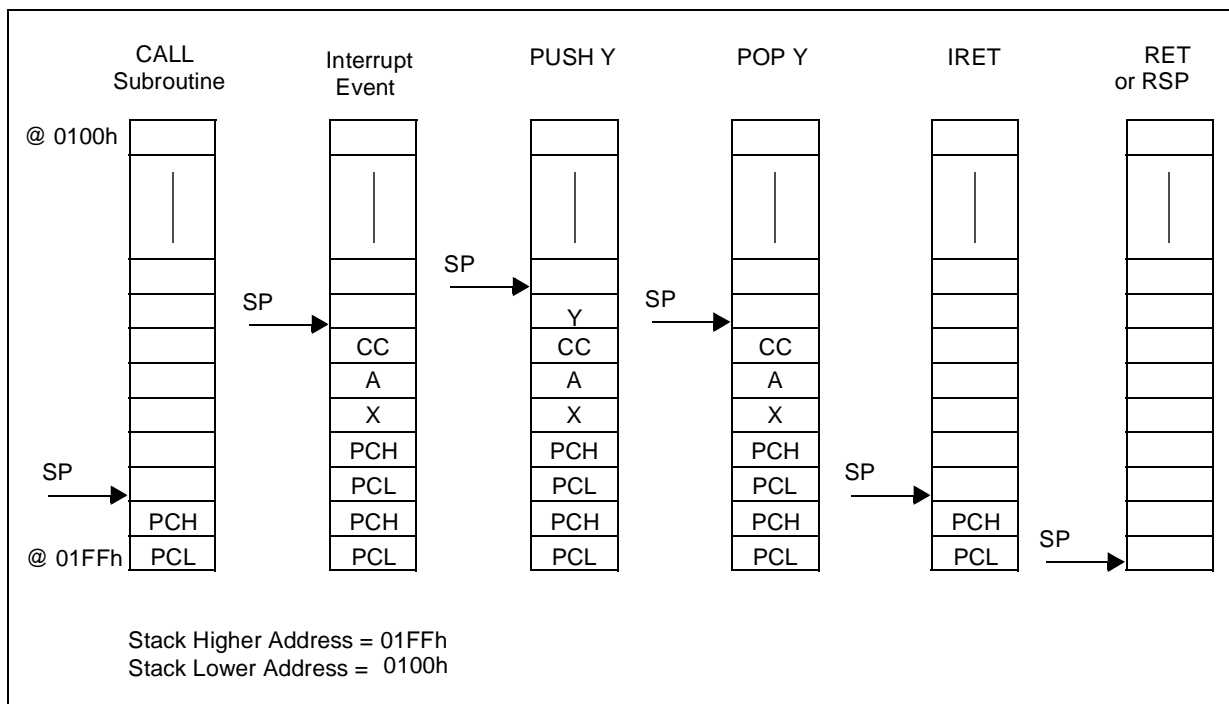 CALL
Subroutine
Interrupt
Event
PUSH Y
POP Y
IRET
RET
or RSP
@ 0100h
SP
PCH
PCL
@ 01FFh
SP
CC
A
X
PCH
PCL
PCH
PCL
SP
Y
CC
A
X
PCH
PCL
PCH
PCL
SP
CC
A
X
PCH
PCL
PCH
PCL
SP
PCH
PCL
SP
Stack Higher Address = 01FFh
Stack Lower Address = 0100h